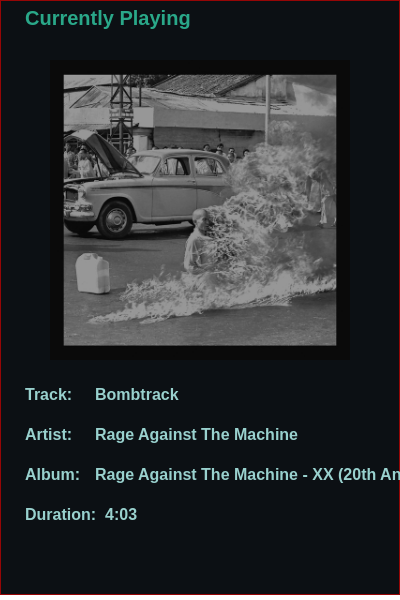 Currently Playing
Track: Bombtrack
Artist: Rage Against The Machine
Album: Rage Against The Machine - XX (20th An
Duration: 4:03